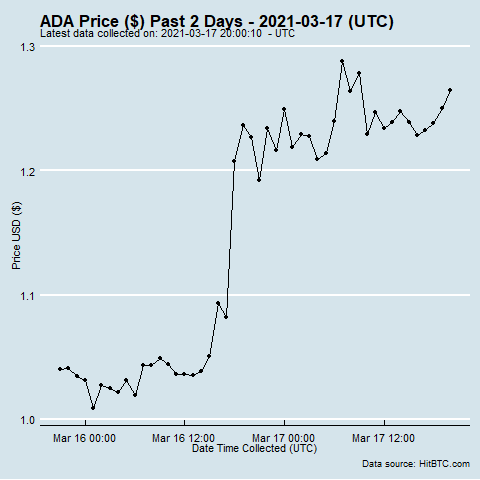 ADA Price ($) Past 2 Days - 2021-03-17 (UTC)
Latest data collected on: 2021-03-17 20:00:10 - UTC
1.3
1.2
1.1
1.0
Price USD ($)
Mar 16 00:00 Mar 16 12:00 Mar 17 00:00 Mar 17 12:00
Date Time Collected (UTC)
Data source: HitBTC.com